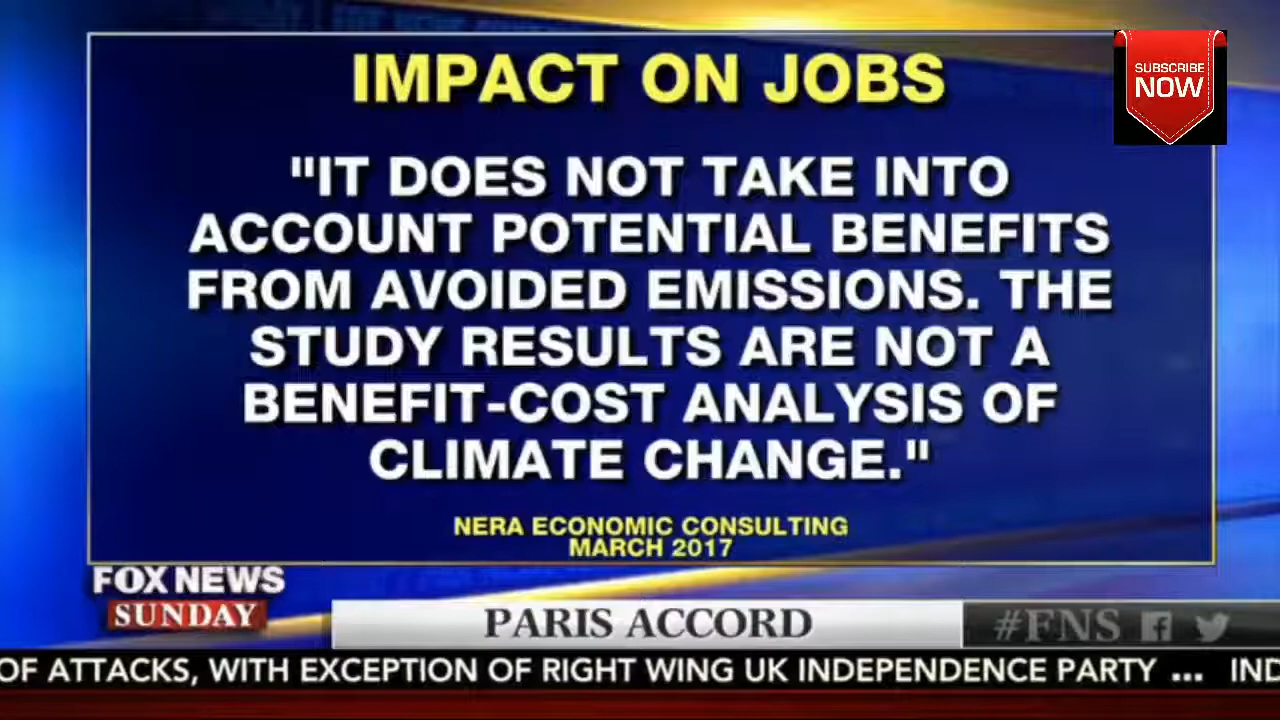 IMPACT ON JOBS
SUBSCRIBE
NOW
"IT DOES NOT TAKE INTO
ACCOUNT POTENTIAL BENEFITS
FROM AVOIDED EMISSIONS. THE
STUDY RESULTS ARE NOT A
BENEFIT-COST ANALYSIS OF
CLIMATE CHANGE."
NERA ECONOMIC CONSULTING
MARCH 2017
FOX NEWS
SUNDAY
PARIS ACCORD
#FNS
OF ATTACKS, WITH EXCEPTION OF RIGHT WING UK INDEPENDENCE PARTY ... IND